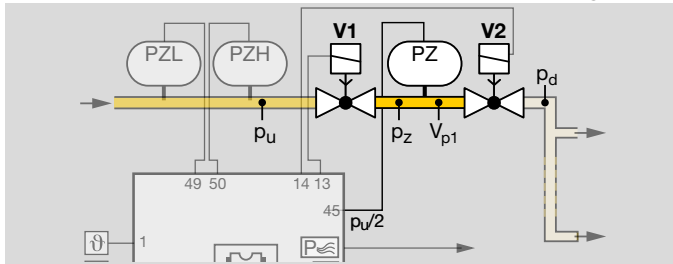 V1 V2
PZL PZH PZ
p_d
p_u p_z V_p1
49 50 14 13
45
p_u/2
ϑ 1 P